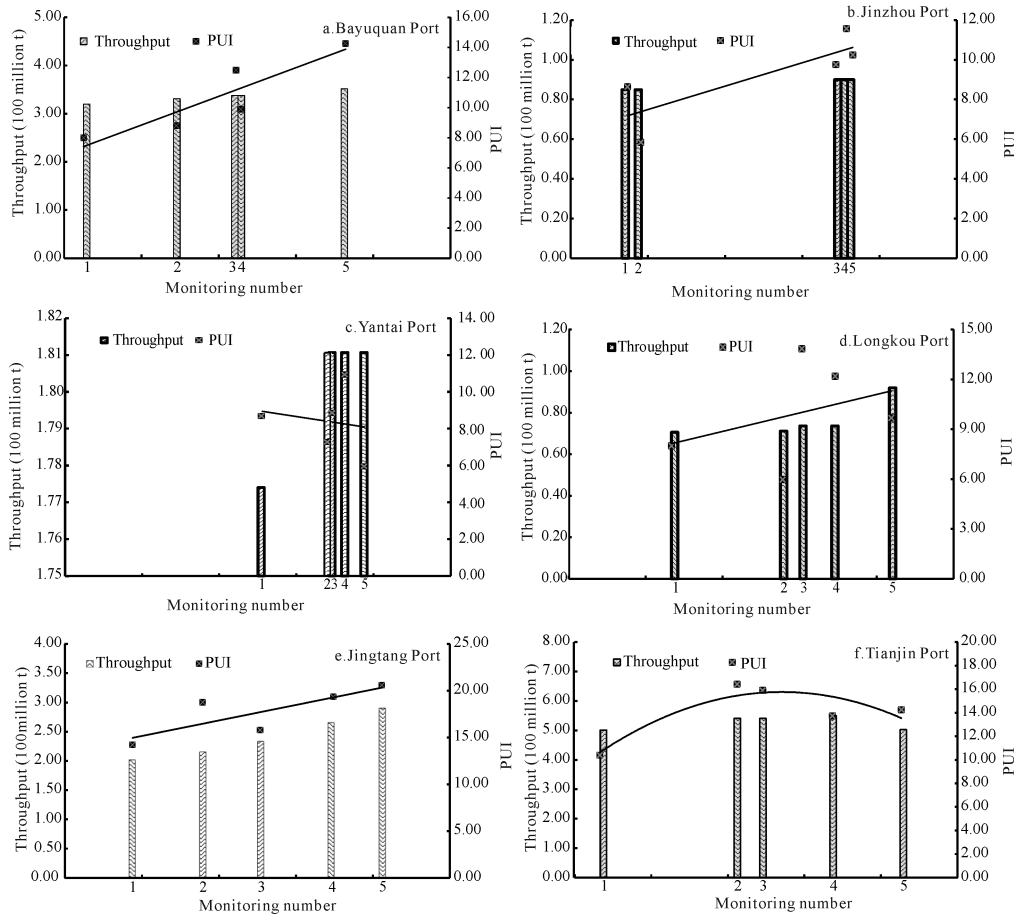 a.Bayuquan Port
Throughput
PUI
Throughput (100 million t)
5.00
4.00
3.00
2.00
1.00
0.00
16.00
14.00
12.00
10.00
8.00
6.00
4.00
2.00
0.00
PUI
1 2 3 4 5
Monitoring number
b.Jinzhou Port
Throughput
PUI
Throughput (100 million t)
1.20
1.00
0.80
0.60
0.40
0.20
0.00
12.00
10.00
8.00
6.00
4.00
2.00
0.00
PUI
1 2 345
Monitoring number
c.Yantai Port
Throughput
PUI
Throughput (100 million t)
1.82
1.81
1.80
1.79
1.78
1.77
1.76
1.75
14.00
12.00
10.00
8.00
6.00
4.00
2.00
0.00
PUI
1 23 4 5
Monitoring number
d.Longkou Port
Throughput
PUI
Throughput (100 million t)
1.20
1.00
0.80
0.60
0.40
0.20
0.00
15.00
12.00
9.00
6.00
3.00
0.00
PUI
1 2 3 4 5
Monitoring number
e.Jingtang Port
Throughput
PUI
Throughput (100million t)
4.00
3.50
3.00
2.50
2.00
1.50
1.00
0.50
0.00
25.00
20.00
15.00
10.00
5.00
0.00
PUI
1 2 3 4 5
Monitoring number
f.Tianjin Port
Throughput
PUI
Throughput (100 million t)
8.00
7.00
6.00
5.00
4.00
3.00
2.00
1.00
0.00
20.00
18.00
16.00
14.00
12.00
10.00
8.00
6.00
4.00
2.00
0.00
PUI
1 2 3 4 5
Monitoring number